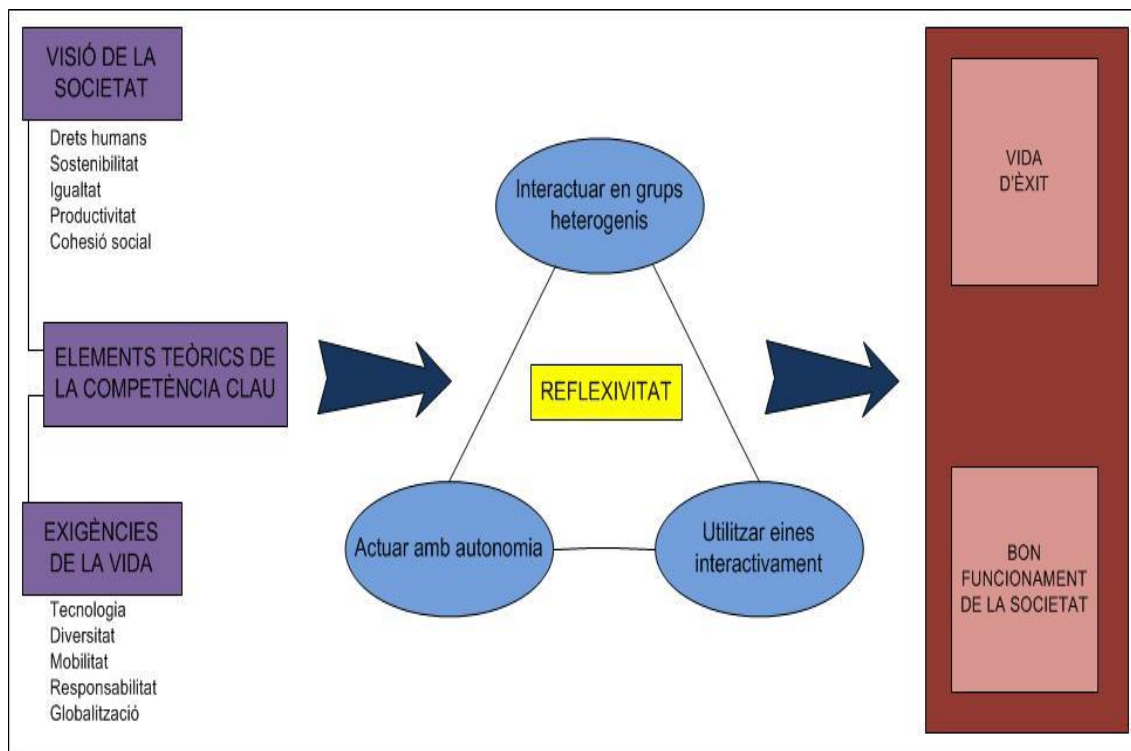 VISIÓ DE LA
SOCIETAT
Drets humans
Sostenibilitat
Igualtat
Productivitat
Cohesió social
ELEMENTS TEÒRICS DE
LA COMPETÈNCIA CLAU
EXIGÈNCIES
DE LA VIDA
Tecnologia
Diversitat
Mobilitat
Responsabilitat
Globalització
Interactuar en grups
heterogenis
REFLEXIVITAT
Actuar amb autonomia
Utilitzar eines
interactivament
VIDA
D'ÈXIT
BON
FUNCIONAMENT
DE LA SOCIETAT